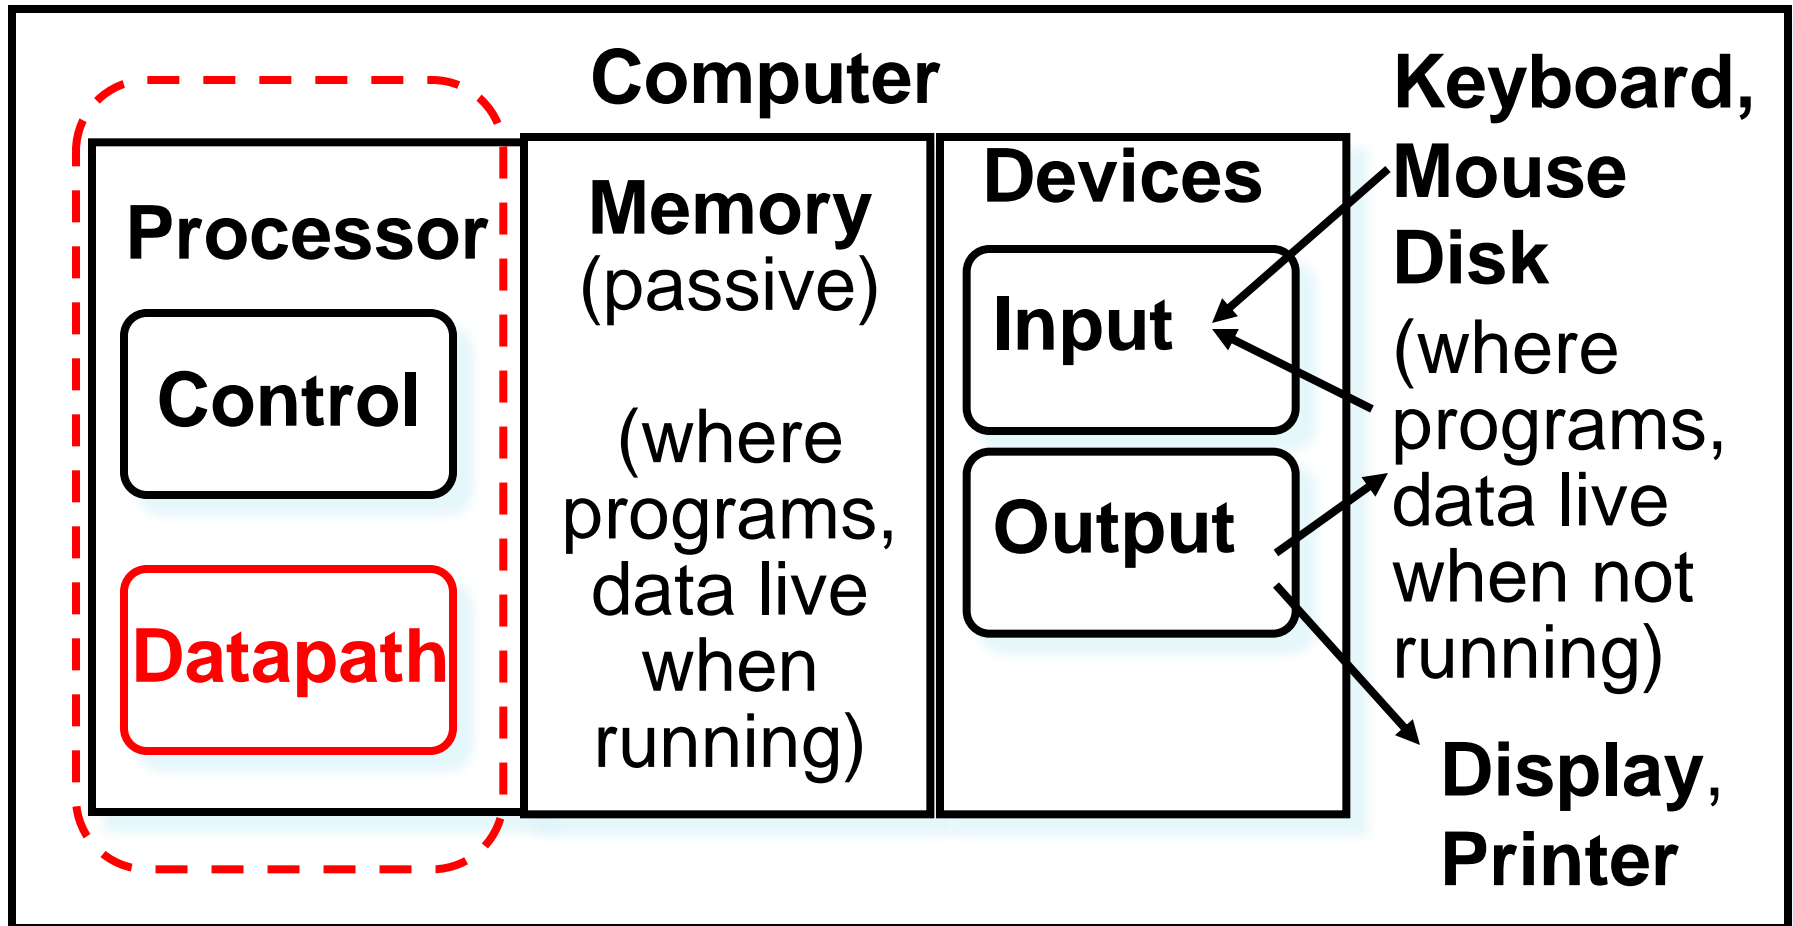 Computer
Processor
Control
Datapath
Memory
(passive)
(where
programs,
data live
when
running)
Devices
Input
Output
Keyboard,
Mouse
Disk
(where
programs,
data live
when not
running)
Display,
Printer